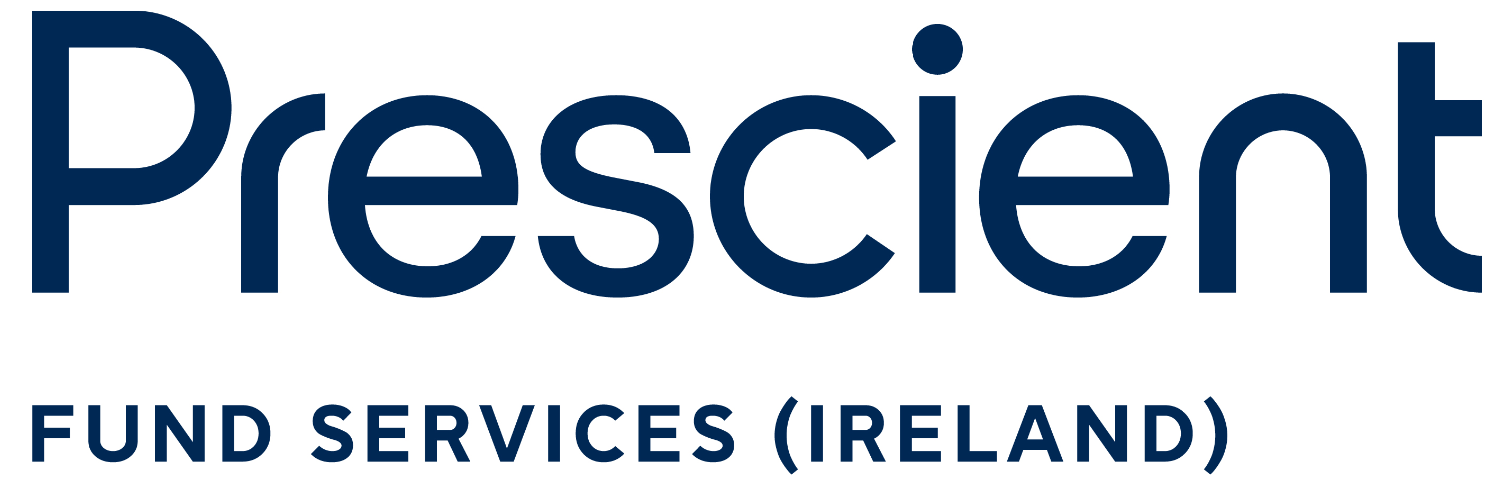 Prescient
FUND SERVICES (IRELAND)